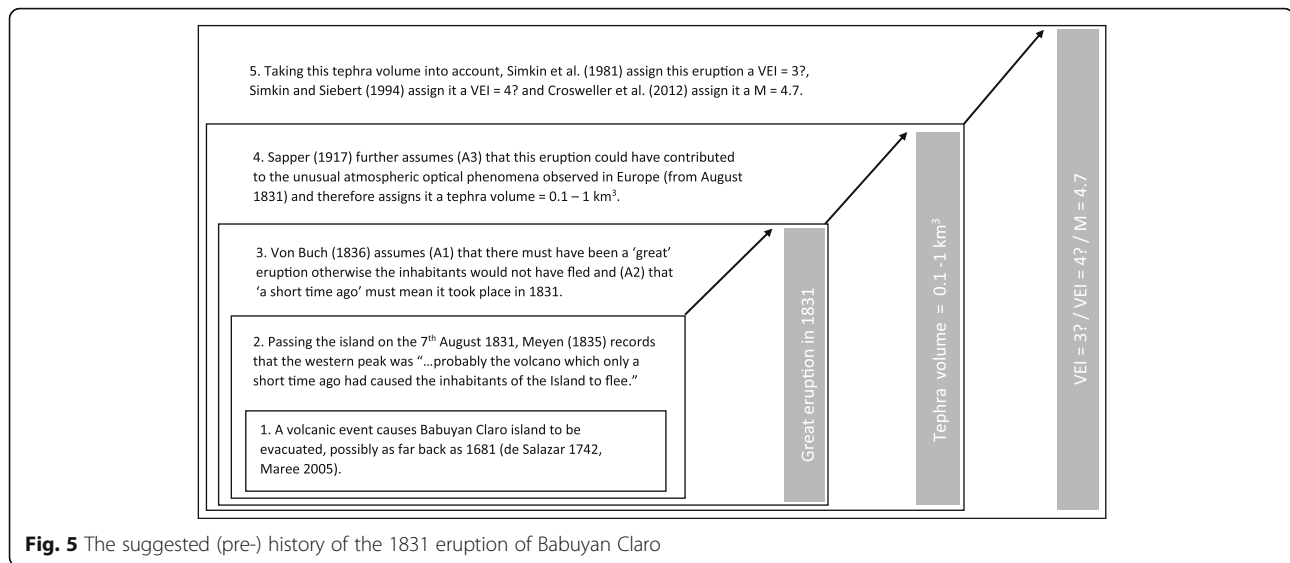 5. Taking this tephra volume into account, Simkin et al. (1981) assign this eruption a VEI = 3?,
Simkin and Siebert (1994) assign it a VEI = 4? and Crosweller et al. (2012) assign it a M = 4.7.
4. Sapper (1917) further assumes (A3) that this eruption could have contributed
to the unusual atmospheric optical phenomena observed in Europe (from August
1831) and therefore assigns it a tephra volume = 0.1 – 1 km³.
3. Von Buch (1836) assumes (A1) that there must have been a ‘great’
eruption otherwise the inhabitants would not have fled and (A2) that
‘a short time ago’ must mean it took place in 1831.
2. Passing the island on the 7th August 1831, Meyen (1835) records
that the western peak was “…probably the volcano which only a
short time ago had caused the inhabitants of the Island to flee.”
1. A volcanic event causes Babuyan Claro island to be
evacuated, possibly as far back as 1681 (de Salazar 1742,
Maree 2005).
Great eruption in 1831
Tephra volume = 0.1 -1 km³
VEI = 3? / VEI = 4? / M = 4.7
Fig. 5 The suggested (pre-) history of the 1831 eruption of Babuyan Claro